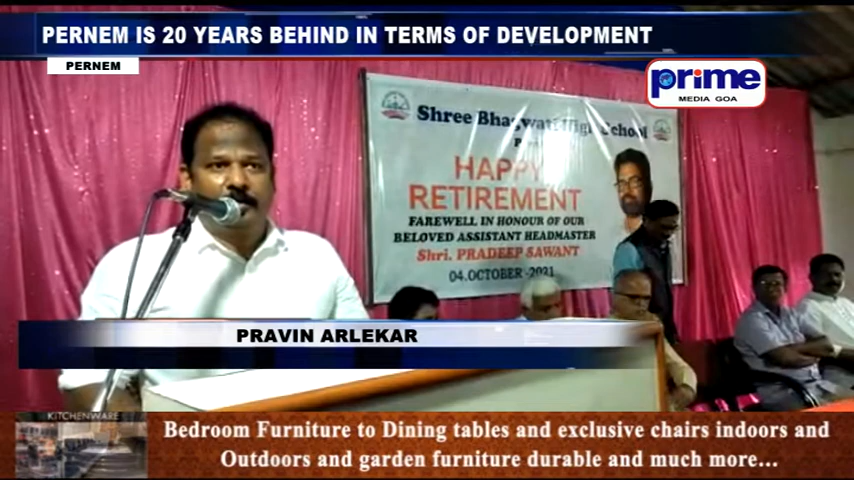 PERNEM IS 20 YEARS BEHIND IN TERMS OF DEVELOPMENT
PERNEM
prime
MEDIA GOA
Shree Bhagwati High School
HAPPY
RETIREMENT
FAREWELL IN HONOUR OF OUR
BELOVED ASSISTANT HEADMASTER
Shri. PRADEEP SAWANT
04.OCTOBER - 2021
PRAVIN ARLEKAR
KITCHENWARE
Bedroom Furniture to Dining tables and exclusive chairs indoors and
Outdoors and garden furniture durable and much more...